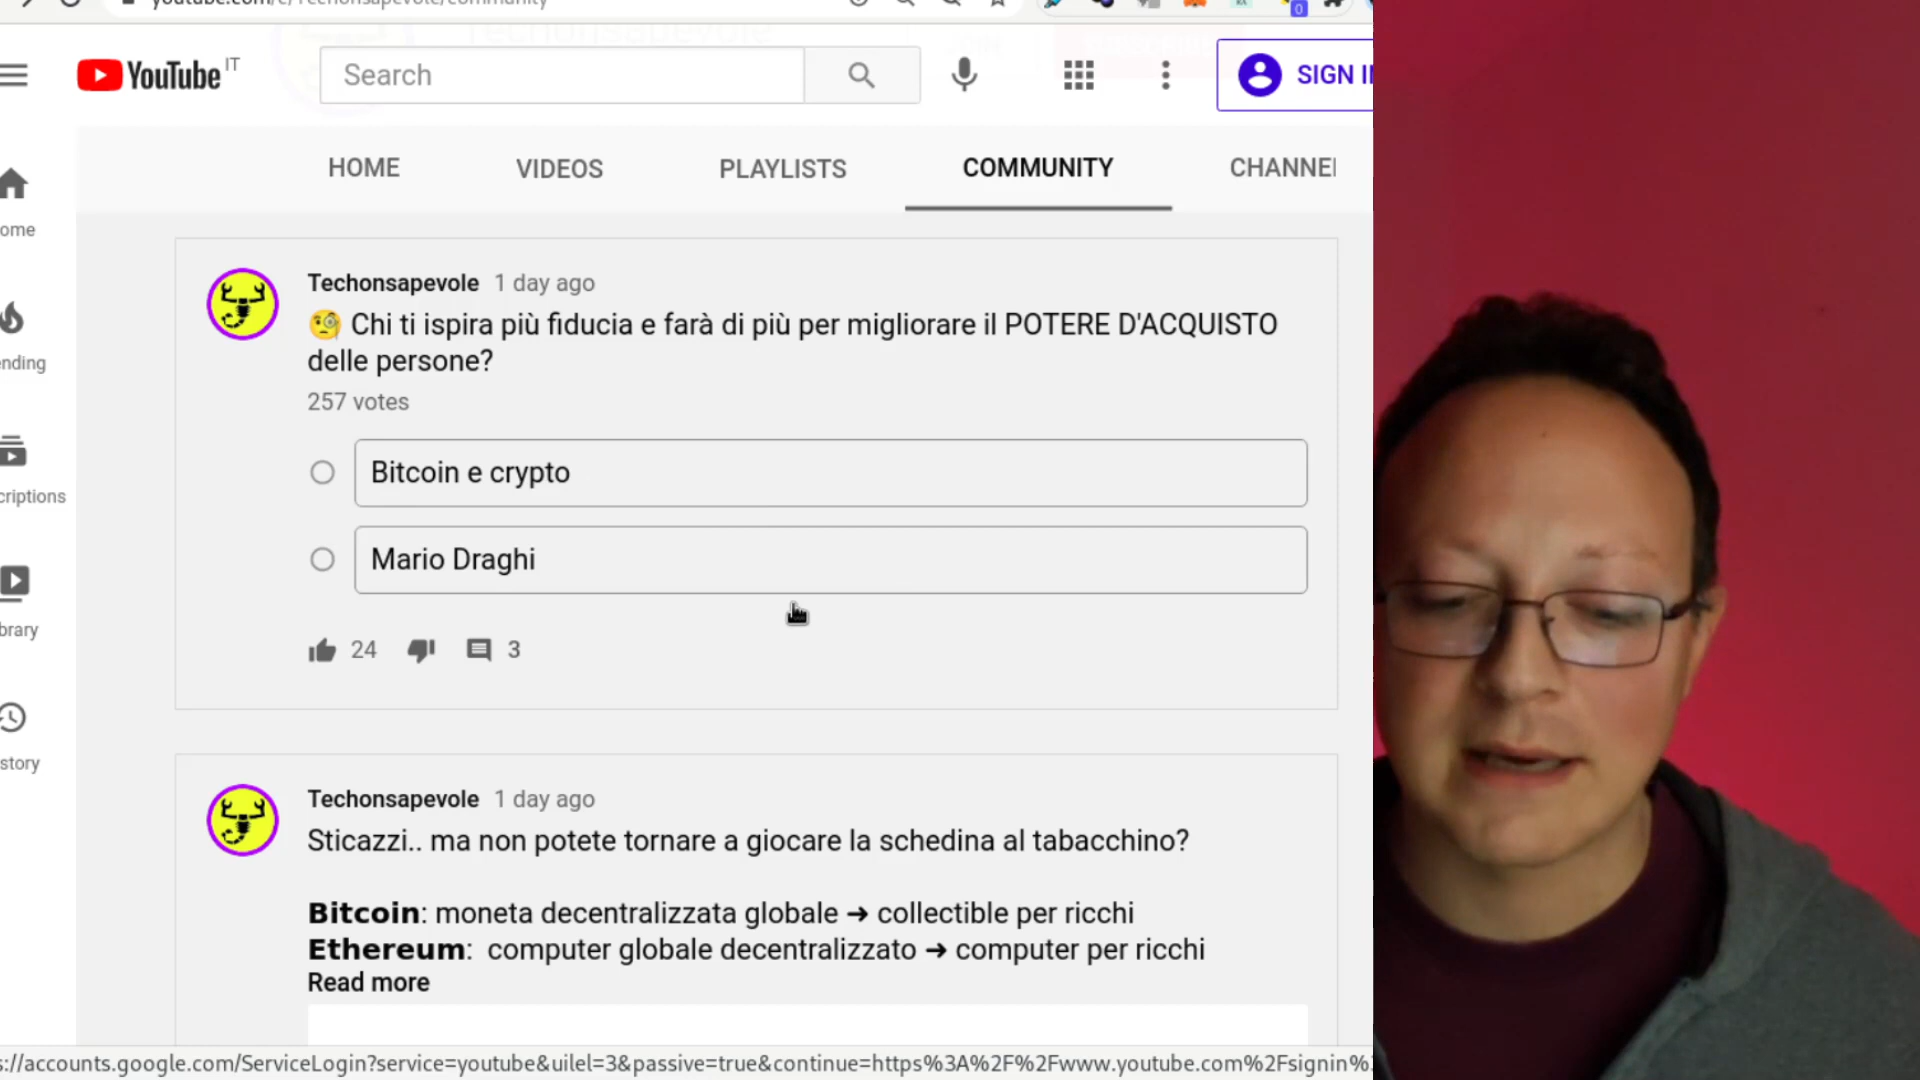 YouTube IT
Search
SIGN I
HOME
VIDEOS
PLAYLISTS
COMMUNITY
CHANNEL
ome
ending
criptions
brary
story
Techonsapevole 1 day ago
🧐 Chi ti ispira più fiducia e farà di più per migliorare il POTERE D'ACQUISTO
delle persone?
257 votes
Bitcoin e crypto
Mario Draghi
24
3
Techonsapevole 1 day ago
Sticazzi.. ma non potete tornare a giocare la schedina al tabacchino?
Bitcoin: moneta decentralizzata globale ➜ collectible per ricchi
Ethereum: computer globale decentralizzato ➜ computer per ricchi
Read more
s://accounts.google.com/ServiceLogin?service=youtube&uilel=3&passive=true&continue=https%3A%2F%2Fwww.youtube.com%2Fsignin%